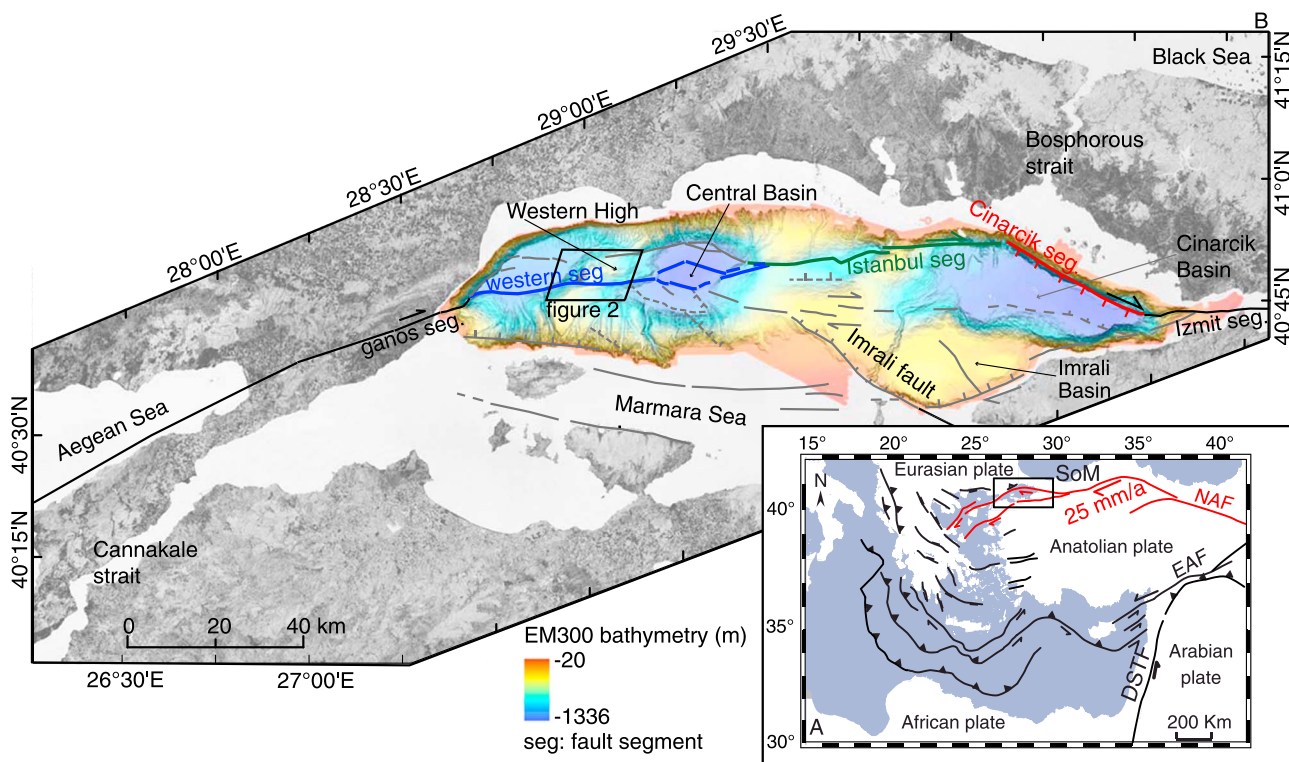 B
29°30'E
Black Sea
41°15'N
29°00'E
Bosphorous
strait
28°30'E
Central Basin
41°0'N
Western High
Cinarcik seg.
28°00'E
Cinarcik
Basin
western seg
Istanbul seg
40°45'N
figure 2
ganos seg.
Izmit seg.
Imrali fault
Imrali
Basin
Marmara Sea
Aegean Sea
40°30'N
40°15'N
Cannakale
strait
0 20 40 km
26°30'E
27°00'E
EM300 bathymetry (m)
-20
-1336
seg: fault segment
15° 20° 25° 30° 35° 40°
Eurasian plate
SoM
N
40°
25 mm/a
NAF
Anatolian plate
EAF
35°
DSTF
Arabian
plate
African plate
200 Km
A
30°